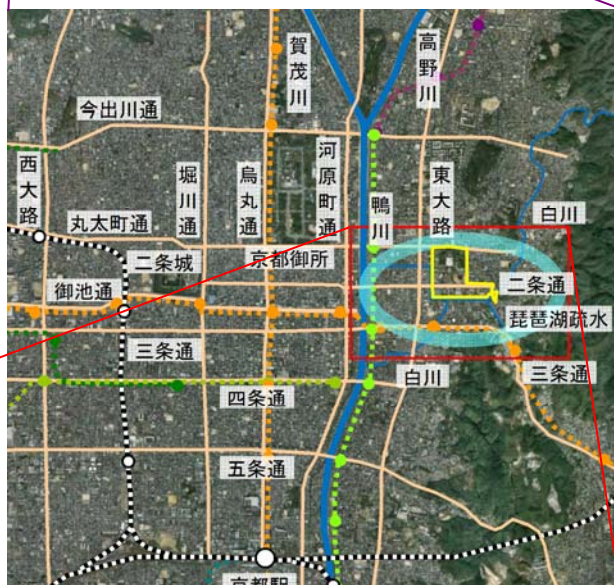 賀茂川
高野川
今出川通
西大路
堀川通
烏丸通
河原町通
鴨川
東大路
白川
丸太町通
二条城
京都御所
御池通
二条通
琵琶湖疏水
三条通
白川
三条通
四条通
五条通
京都駅